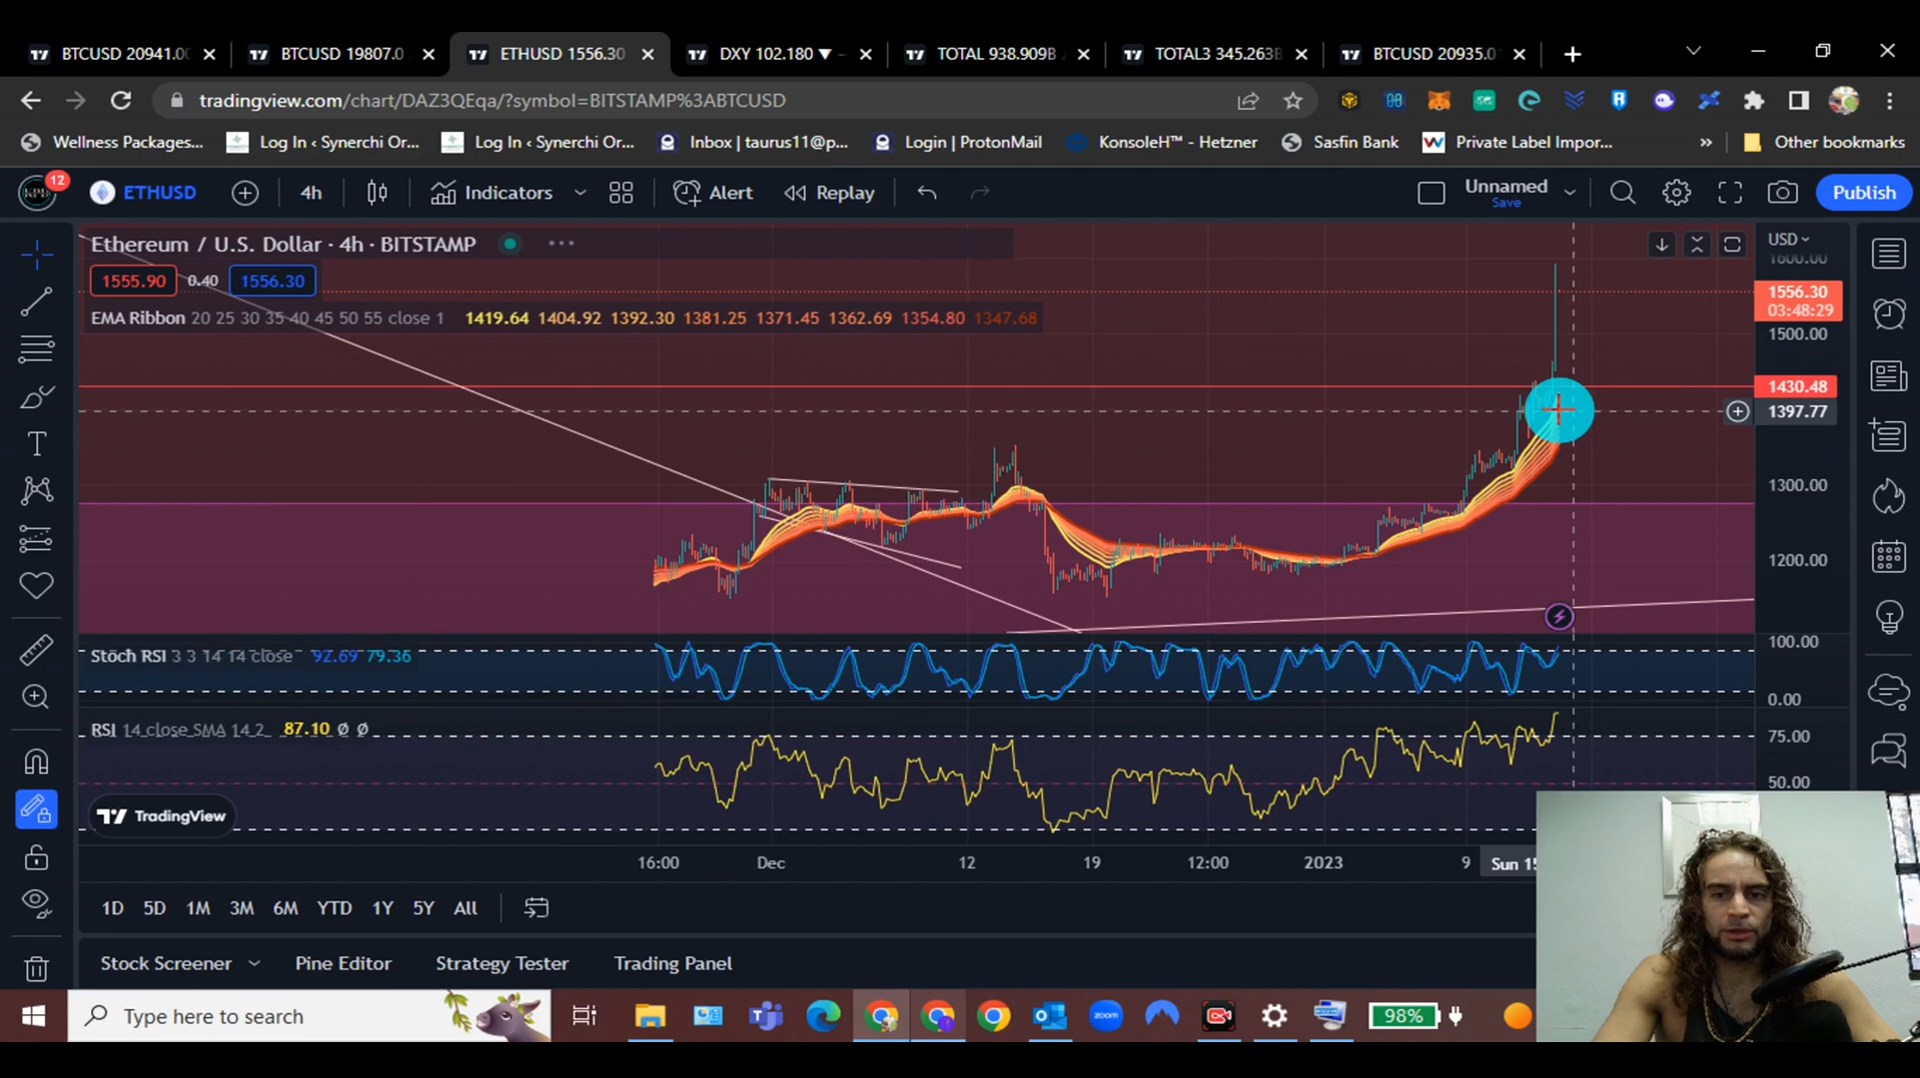 BTCUSD 20941.0
BTCUSD 19807.0
ETHUSD 1556.30
DXY 102.180 ▼ –
TOTAL 938.909B
TOTAL3 345.263B
BTCUSD 20935.0
tradingview.com/chart/DAZ3QEqa/?symbol=BITSTAMP%3ABTCUSD
Wellness Packages...
Log In ‹ Synerchi Or...
Log In ‹ Synerchi Or...
Inbox | taurus11@p...
Login | ProtonMail
KonsoleH™ - Hetzner
Sasfin Bank
Private Label Impor...
»
Other bookmarks
12
ETHUSD
4h
Indicators
Alert
Replay
Unnamed
Save
Publish
Ethereum / U.S. Dollar · 4h · BITSTAMP
USD
1600.00
1555.90 0.40 1556.30
1556.30
03:48:29
EMA Ribbon 20 25 30 35 40 45 50 55 close 1 1419.64 1404.92 1392.30 1381.25 1371.45 1362.69 1354.80 1347.68
1500.00
1430.48
1397.77
1300.00
1200.00
Stoch RSI 3 3 14 14 close 92.69 79.36
100.00
0.00
RSI 14 close SMA 14 2 87.10 Ø Ø
75.00
50.00
TradingView
16:00 Dec 12 19 12:00 2023 9 Sun 15
1D 5D 1M 3M 6M YTD 1Y 5Y All
Stock Screener Pine Editor Strategy Tester Trading Panel
Type here to search
zoom
98%